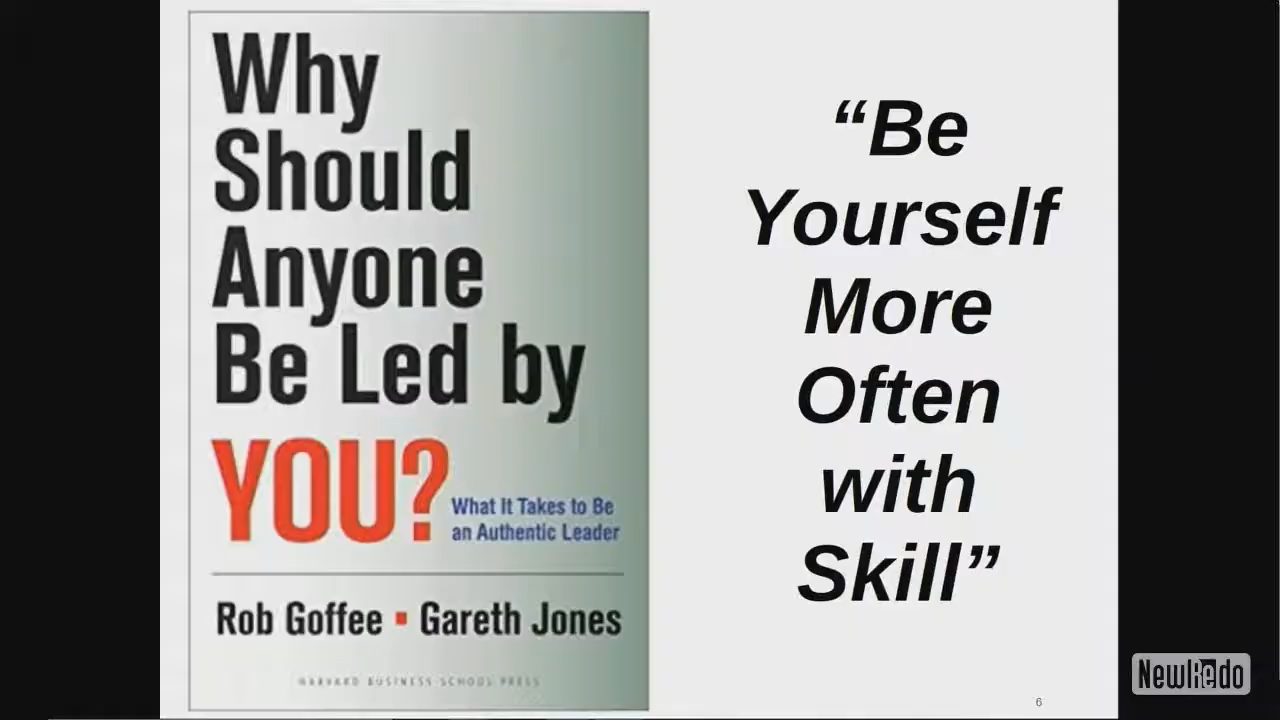 Why
Should
Anyone
Be Led by
YOU?
What It Takes to Be
an Authentic Leader
Rob Goffee ▪ Gareth Jones
HARVARD BUSINESS SCHOOL PRESS
“Be
Yourself
More
Often
with
Skill”
6
NewRedo